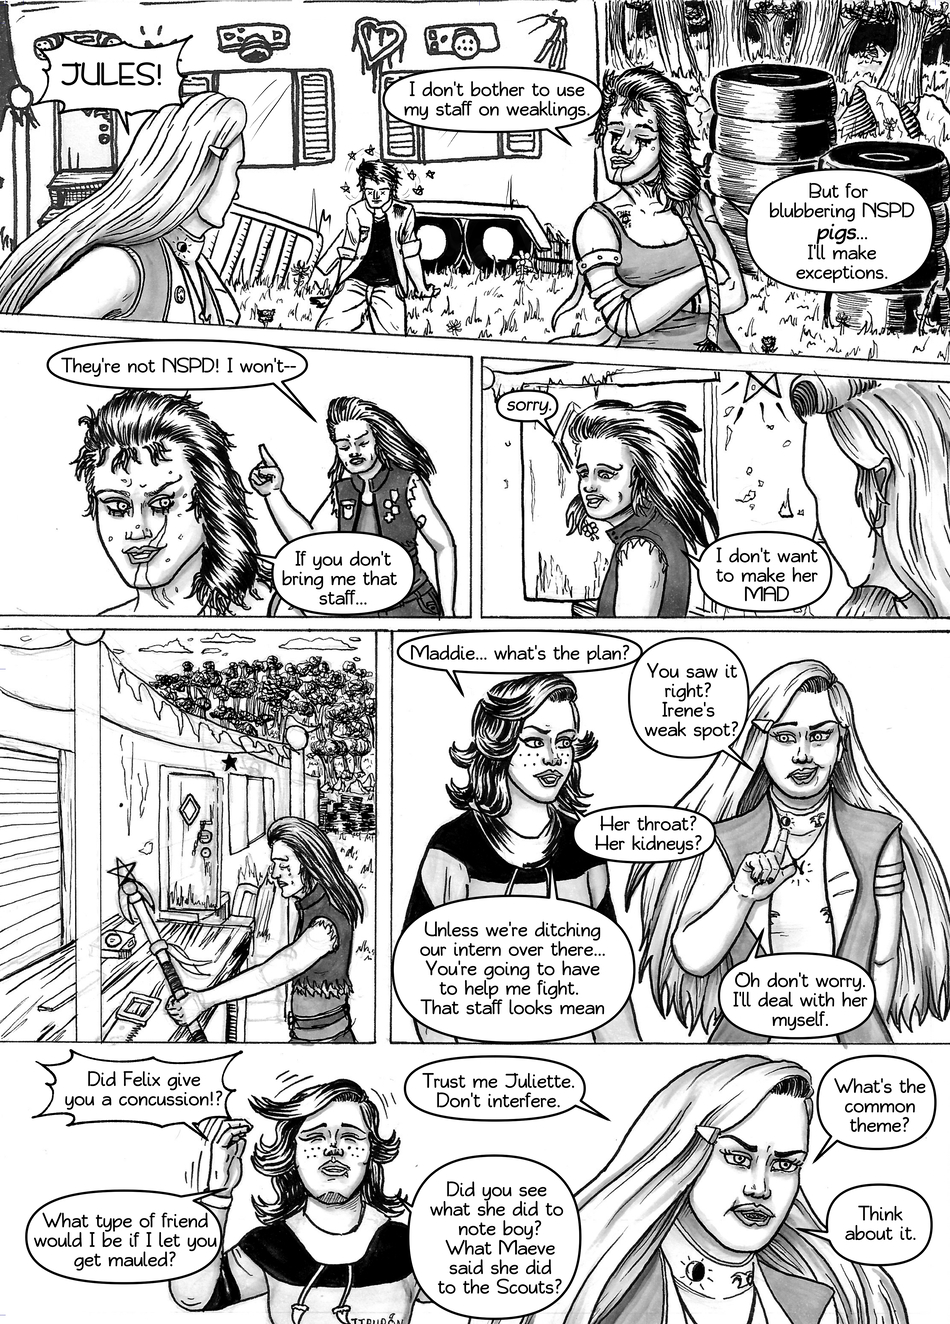 JULES!
I don't bother to use
my staff on weaklings.
But for
blubbering NSPD
pigs...
I'll make
exceptions.
They're not NSPD! I won't--
If you don't
bring me that
staff...
sorry.
I don't want
to make her
MAD
Maddie... what's the plan?
You saw it
right?
Irene's
weak spot?
Her throat?
Her kidneys?
Unless we're ditching
our intern over there...
You're going to have
to help me fight.
That staff looks mean
Oh don't worry.
I'll deal with her
myself.
Did Felix give
you a concussion!?
What type of friend
would I be if I let you
get mauled?
Trust me Juliette.
Don't interfere.
Did you see
what she did to
note boy?
What Maeve
said she did
to the Scouts?
What's the
common
theme?
Think
about it.